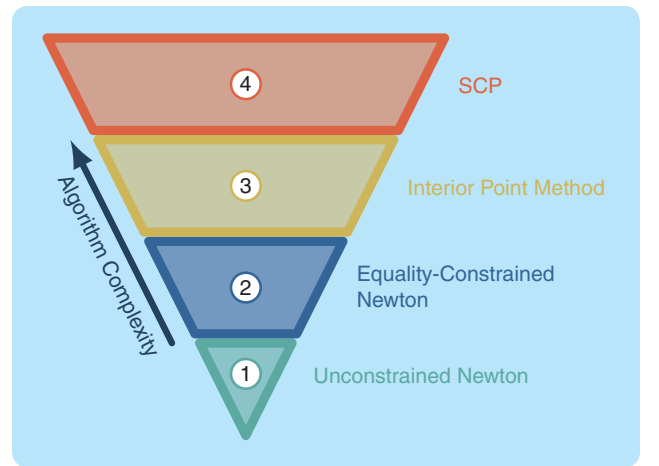 4
SCP
3
Interior Point Method
Algorithm Complexity
2
Equality-Constrained
Newton
1
Unconstrained Newton